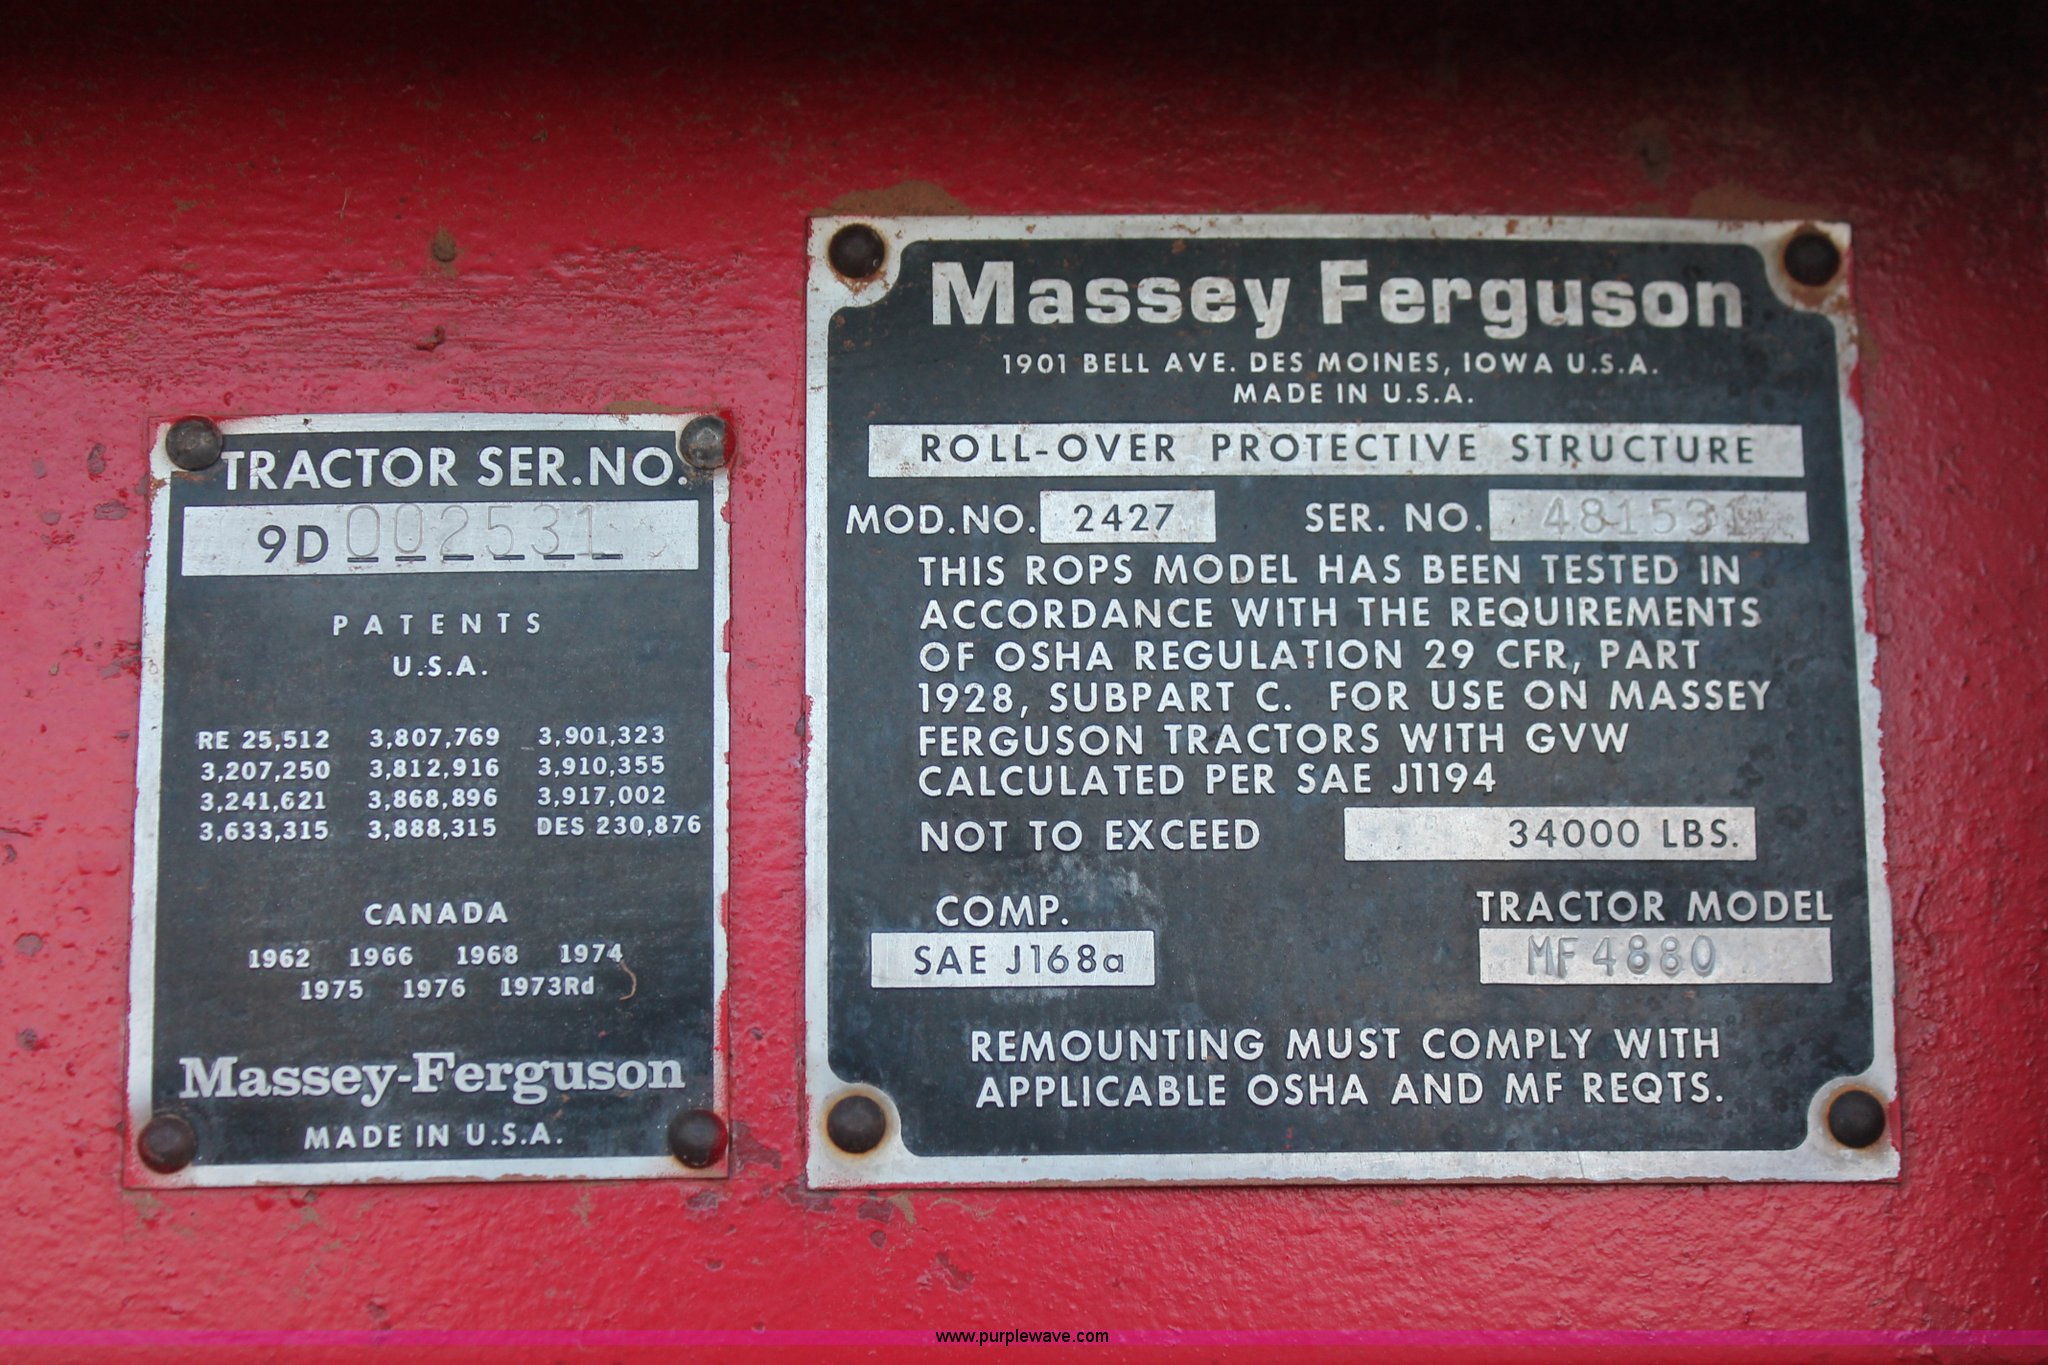 TRACTOR SER.NO.
9D 002531
PATENTS
U.S.A.
RE 25,512 3,807,769 3,901,323
3,207,250 3,812,916 3,910,355
3,241,621 3,868,896 3,917,002
3,633,315 3,888,315 DES 230,876
CANADA
1962 1966 1968 1974
1975 1976 1973Rd
Massey-Ferguson
MADE IN U.S.A.
Massey Ferguson
1901 BELL AVE. DES MOINES, IOWA U.S.A.
MADE IN U.S.A.
ROLL-OVER PROTECTIVE STRUCTURE
MOD.NO. 2427 SER. NO. 481531
THIS ROPS MODEL HAS BEEN TESTED IN
ACCORDANCE WITH THE REQUIREMENTS
OF OSHA REGULATION 29 CFR, PART
1928, SUBPART C. FOR USE ON MASSEY
FERGUSON TRACTORS WITH GVW
CALCULATED PER SAE J1194
NOT TO EXCEED 34000 LBS.
COMP. TRACTOR MODEL
SAE J168a MF4880
REMOUNTING MUST COMPLY WITH
APPLICABLE OSHA AND MF REQTS.
www.purplewave.com